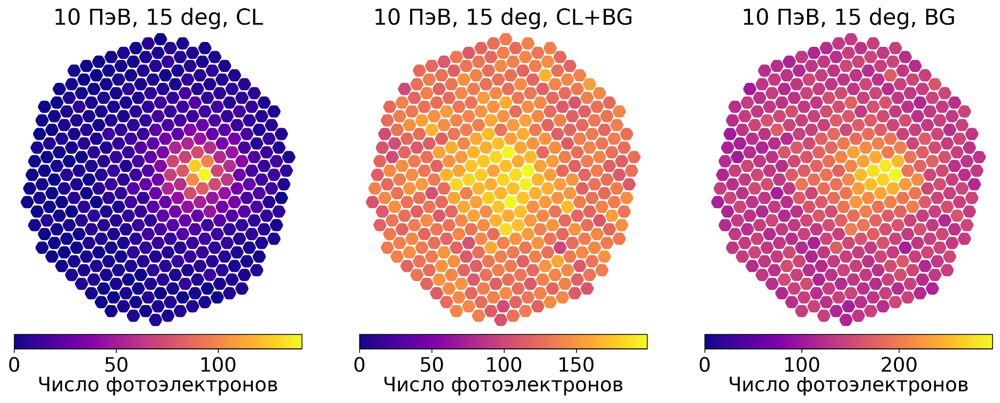 10 ПэВ, 15 deg, CL
0 50 100
Число фотоэлектронов
10 ПэВ, 15 deg, CL+BG
0 50 100 150
Число фотоэлектронов
10 ПэВ, 15 deg, BG
0 100 200
Число фотоэлектронов